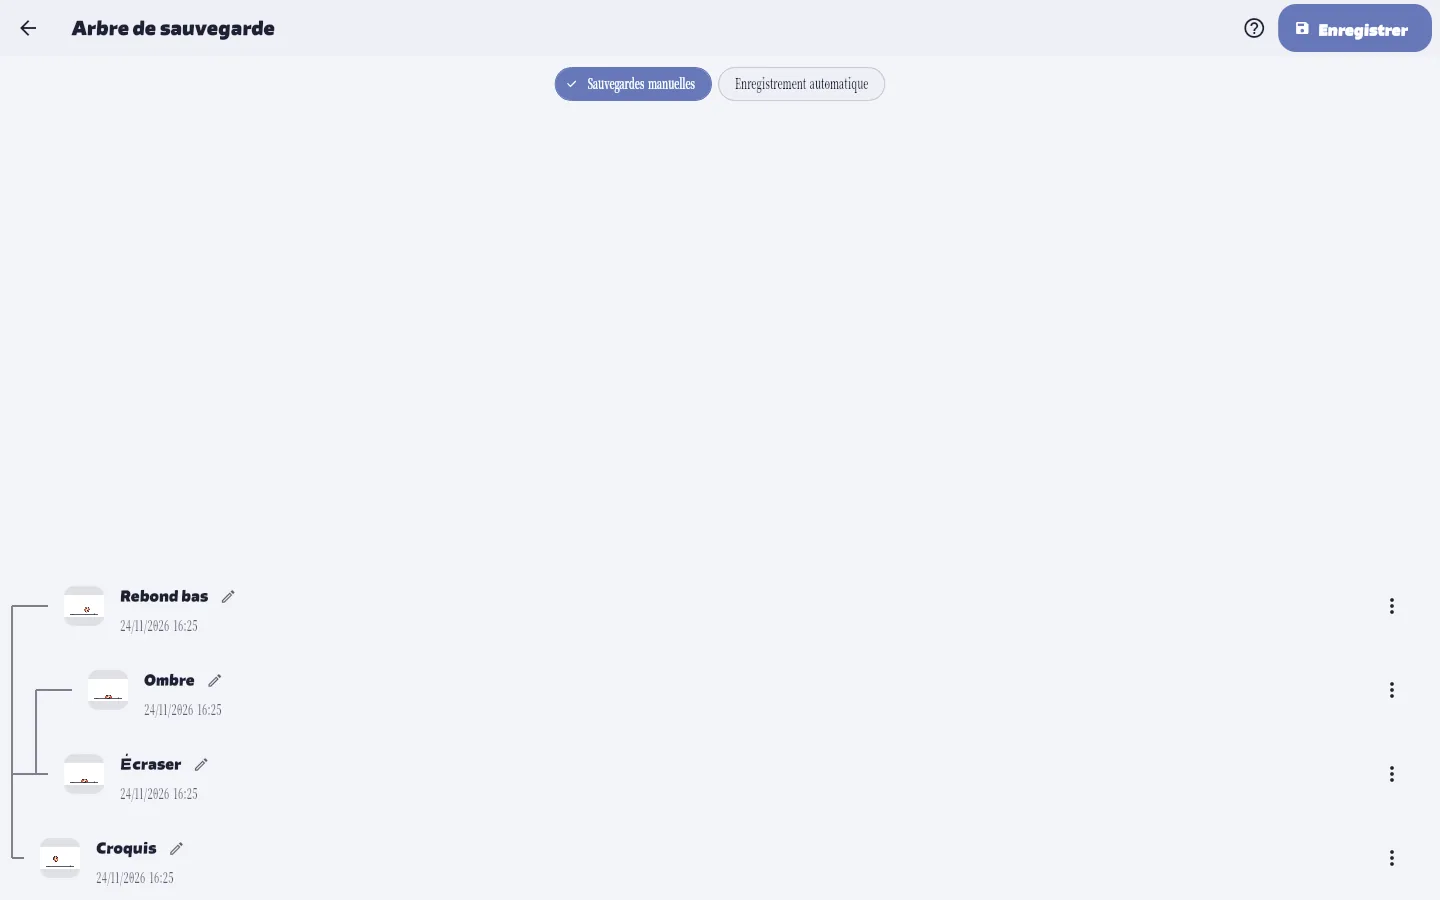 Arbre de sauvegarde
Enregistrer
Sauvegardes manuelles
Enregistrement automatique
Rebond bas
24/11/2026 16:25
Ombre
24/11/2026 16:25
Écraser
24/11/2026 16:25
Croquis
24/11/2026 16:25